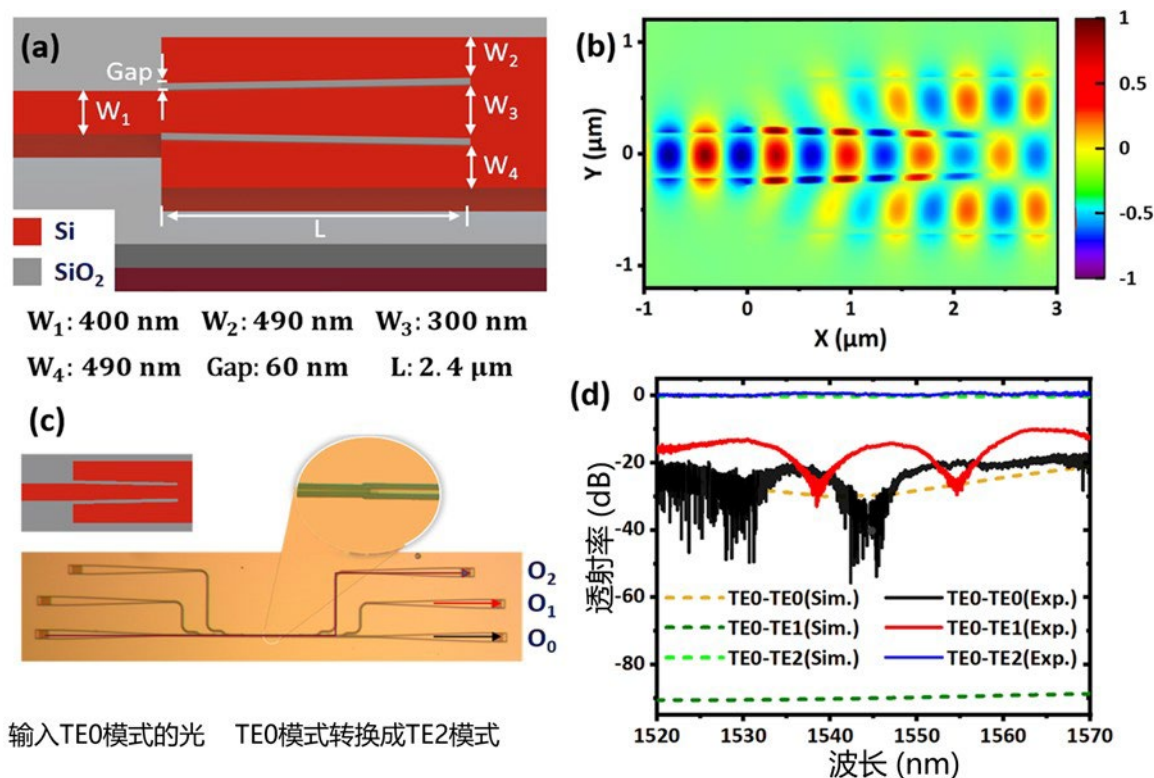 (a)
Gap
W₁
W₂
W₃
W₄
L
Si
SiO₂
W₁: 400 nm W₂: 490 nm W₃: 300 nm
W₄: 490 nm Gap: 60 nm L: 2.4 μm
(b)
Y (μm)
1
0
-1
-1 0 1 2 3
X (μm)
1
0.5
0
-0.5
-1
(c)
O₂
O₁
O₀
输入TE0模式的光 TE0模式转换成TE2模式
(d)
透射率 (dB)
0
-20
-40
-60
-80
TE0-TE0(Sim.) TE0-TE0(Exp.)
TE0-TE1(Sim.) TE0-TE1(Exp.)
TE0-TE2(Sim.) TE0-TE2(Exp.)
1520 1530 1540 1550 1560 1570
波长 (nm)